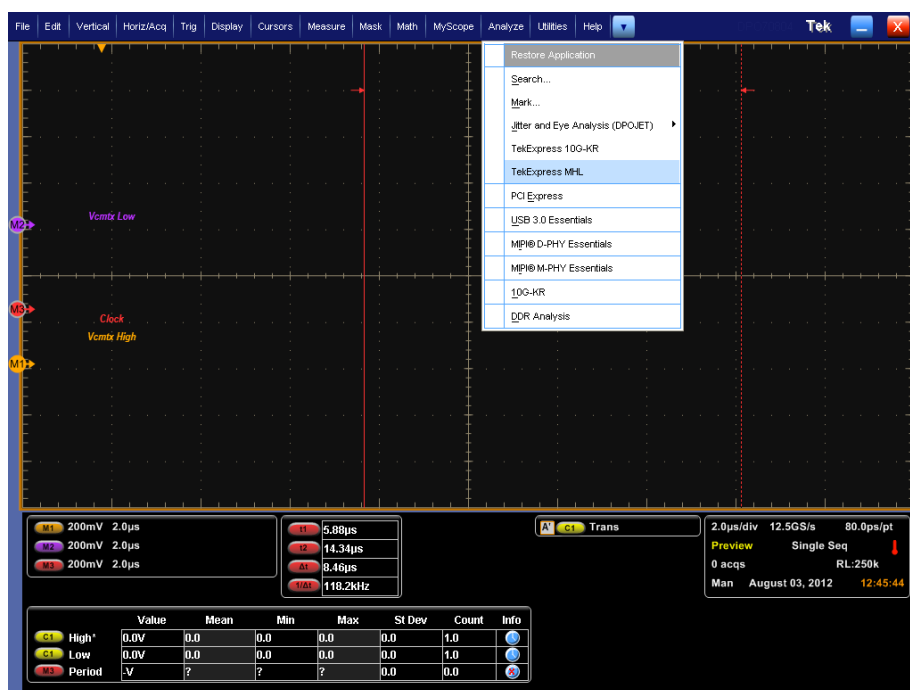 File Edit Vertical Horiz/Acq Trig Display Cursors Measure Mask Math MyScope Analyze Utilities Help Tek
Restore Application
Search...
Mark...
Jitter and Eye Analysis (DPOJET)
TekExpress 10G-KR
TekExpress MHL
PCI Express
USB 3.0 Essentials
MIPI® D-PHY Essentials
MIPI® M-PHY Essentials
10G-KR
DDR Analysis
M2 Vcmtx Low
M3
Clock
Vcmtx High
M1
M1 200mV 2.0µs
M2 200mV 2.0µs
M3 200mV 2.0µs
t1 5.88µs
t2 14.34µs
Δt 8.46µs
1/Δt 118.2kHz
A' C1 Trans
2.0µs/div 12.5GS/s 80.0ps/pt
Preview Single Seq
0 acqs RL:250k
Man August 03, 2012 12:45:44
Value Mean Min Max St Dev Count Info
C1 High* 0.0V 0.0 0.0 0.0 0.0 1.0
C1 Low 0.0V 0.0 0.0 0.0 0.0 1.0
M3 Period -V ? ? ? 0.0 0.0